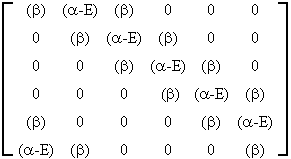 (β) (α-E) (β) 0 0 0
0 (β) (α-E) (β) 0 0
0 0 (β) (α-E) (β) 0
0 0 0 (β) (α-E) (β)
(β) 0 0 0 (β) (α-E)
(α-E) (β) 0 0 0 (β)